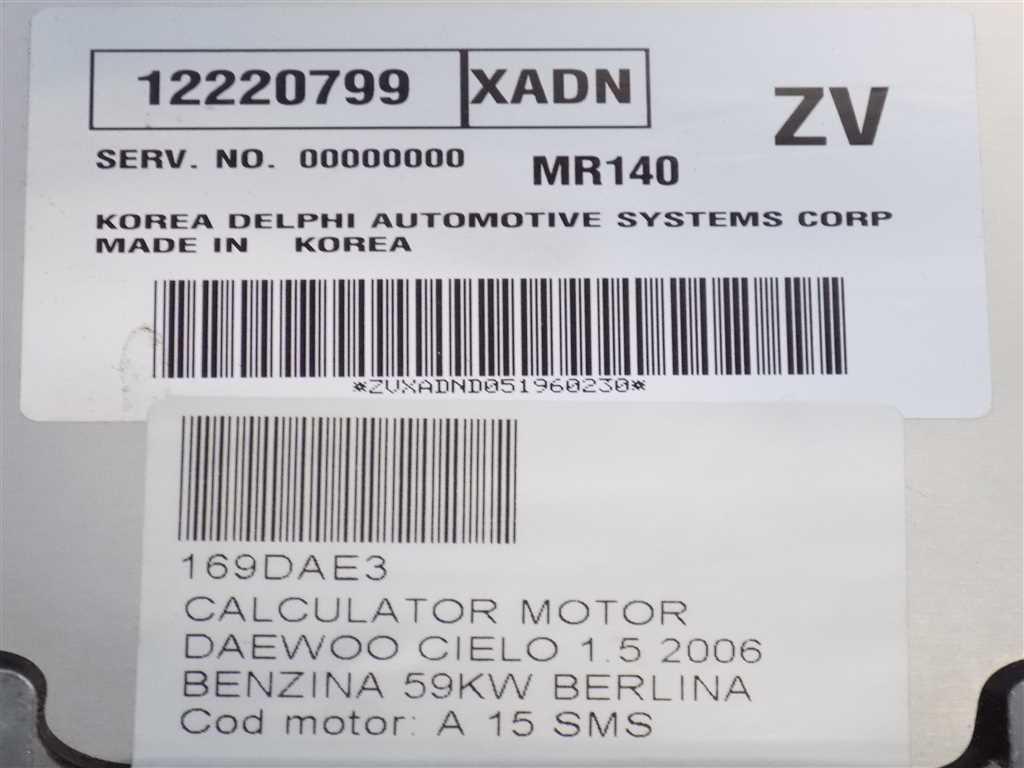 12220799 XADN
ZV
SERV. NO. 00000000 MR140
KOREA DELPHI AUTOMOTIVE SYSTEMS CORP
MADE IN KOREA
*ZVXADND051960230*
169DAE3
CALCULATOR MOTOR
DAEWOO CIELO 1.5 2006
BENZINA 59KW BERLINA
Cod motor: A 15 SMS